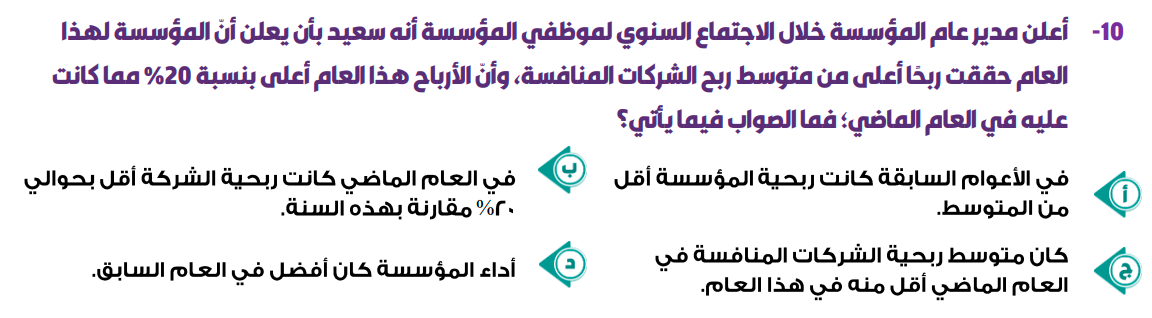 10- أعلن مدير عام المؤسسة خلال الاجتماع السنوي لموظفي المؤسسة أنه سعيد بأن يعلن أنّ المؤسسة لهذا
العام حققت ربحًا أعلى من متوسط ربح الشركات المنافسة، وأنّ الأرباح هذا العام أعلى بنسبة 20% مما كانت
عليه في العام الماضي؛ فما الصواب فيما يأتي؟
أ
في الأعوام السابقة كانت ربحية المؤسسة أقل
من المتوسط.
ب
في العام الماضي كانت ربحية الشركة أقل بحوالي
٢٠% مقارنة بهذه السنة.
ج
كان متوسط ربحية الشركات المنافسة في
العام الماضي أقل منه في هذا العام.
د
أداء المؤسسة كان أفضل في العام السابق.